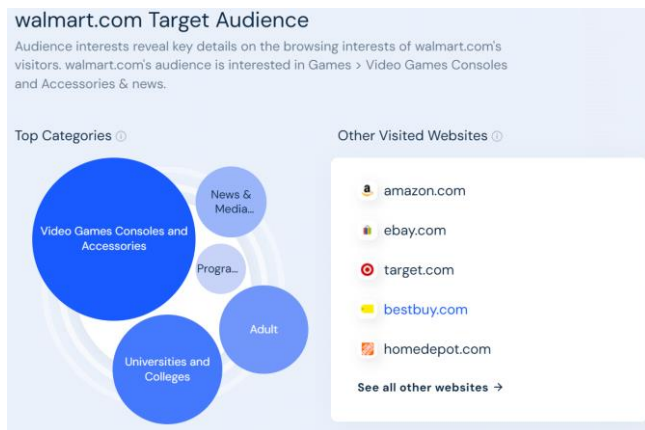 walmart.com Target Audience
Audience interests reveal key details on the browsing interests of walmart.com's
visitors. walmart.com's audience is interested in Games > Video Games Consoles
and Accessories & news.
Top Categories
Other Visited Websites
Video Games Consoles and
Accessories
News &
Media...
Progra...
Adult
Universities and
Colleges
amazon.com
ebay.com
target.com
bestbuy.com
homedepot.com
See all other websites →